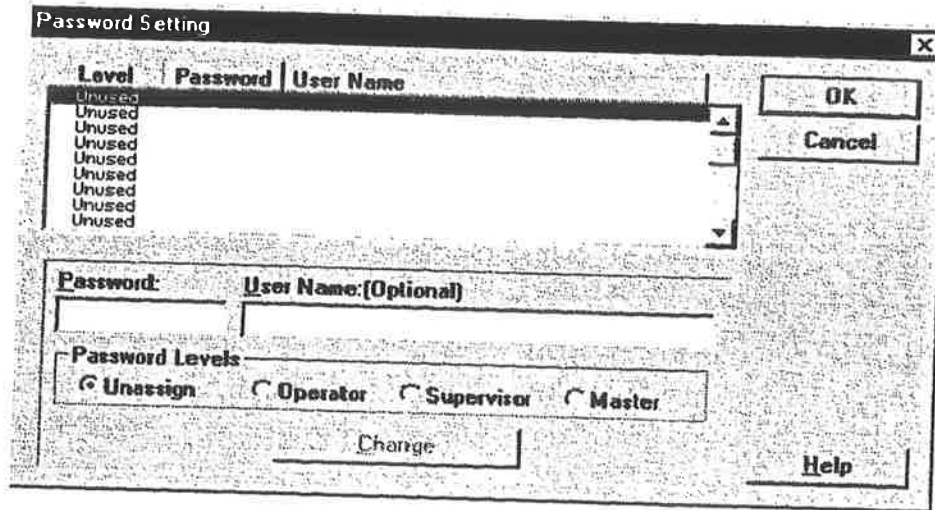 Password Setting
Level Password User Name
Unused
Unused
Unused
Unused
Unused
Unused
Unused
Unused
Unused
OK
Cancel
Password: User Name:(Optional)
Password Levels
Unassign Operator Supervisor Master
Change
Help